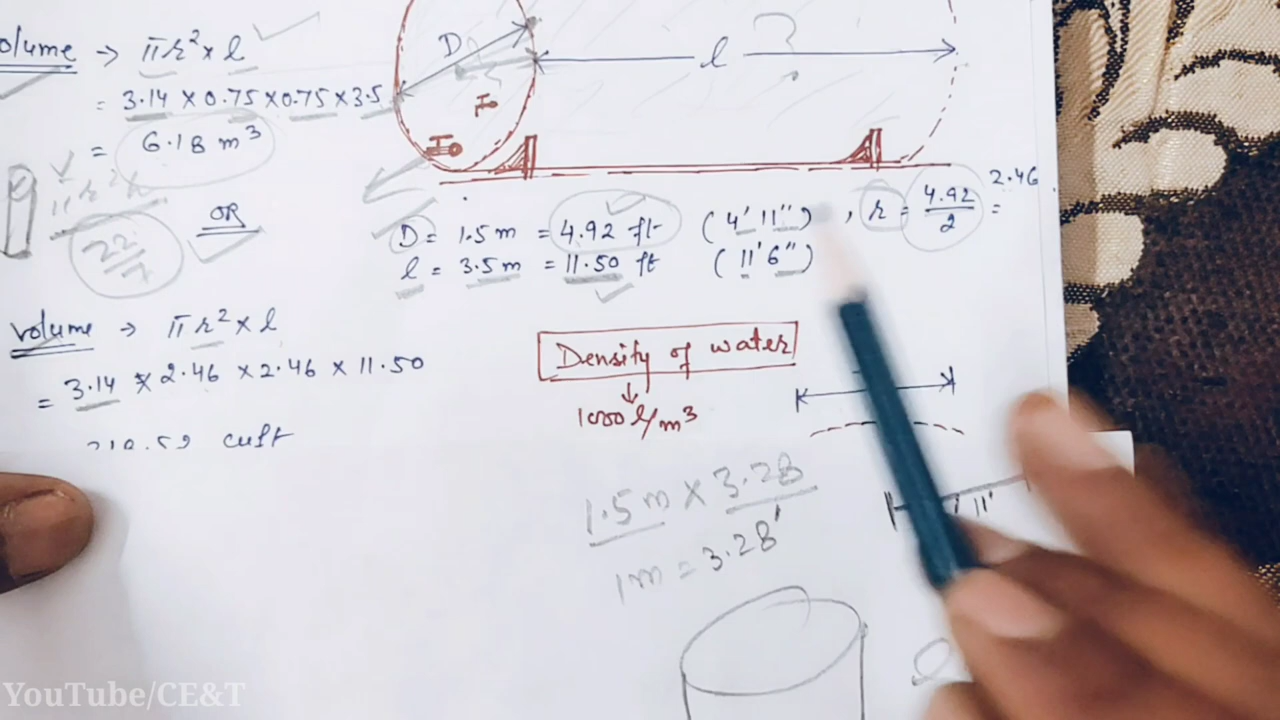 volume → πr² × l
= 3.14 × 0.75 × 0.75 × 3.5
= 6.18 m³
πr²h
22/7
OR
D
l
D = 1.5 m = 4.92 ft (4' 11") , r = 4.92/2 = 2.46
l = 3.5 m = 11.50 ft (11' 6")
volume → πr² × l
= 3.14 × 2.46 × 2.46 × 11.50
cuft
Density of water
1000 l/m³
1.5 m × 3.28
1m = 3.28'
11'
YouTube/CE&T